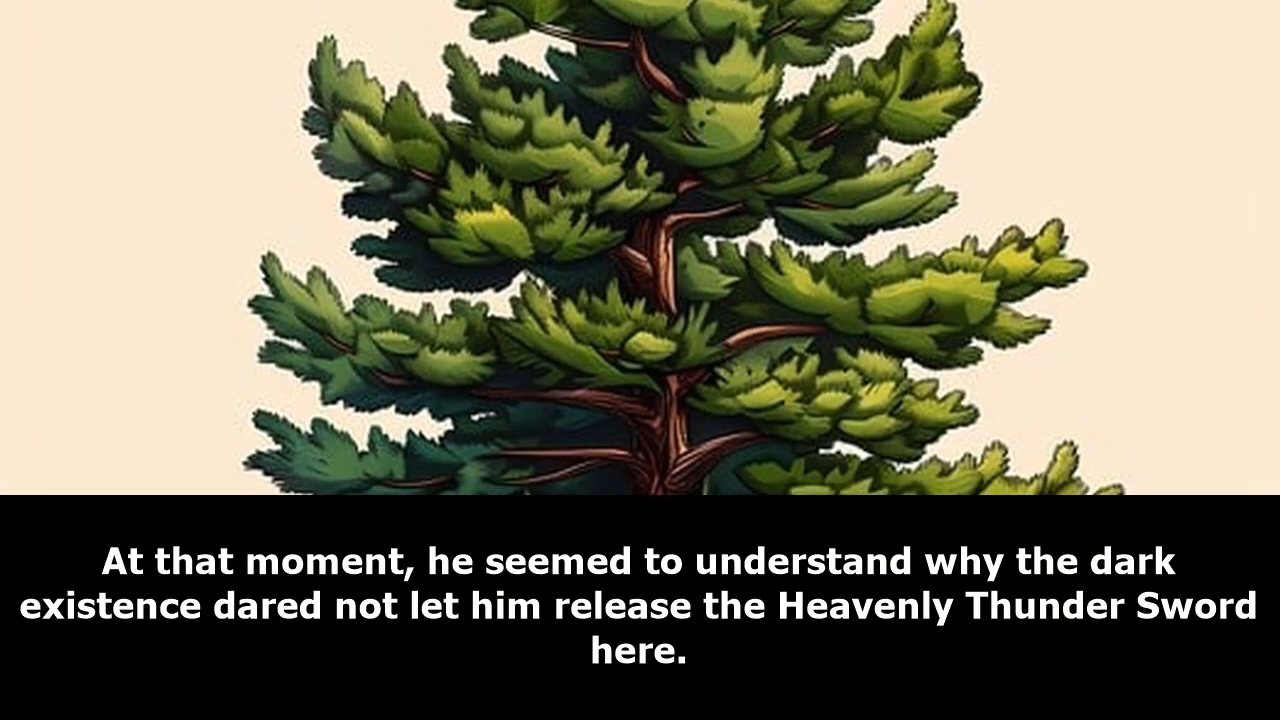 At that moment, he seemed to understand why the dark
existence dared not let him release the Heavenly Thunder Sword
here.